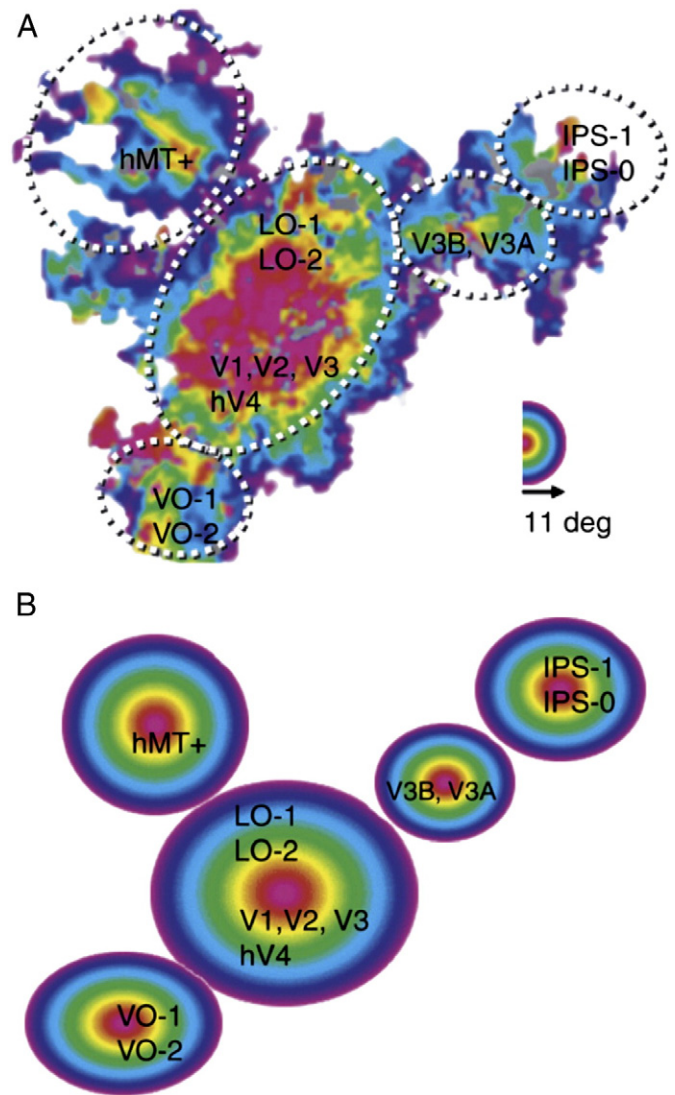 A
hMT+
IPS-1
IPS-0
LO-1
LO-2
V3B, V3A
V1,V2, V3
hV4
VO-1
VO-2
11 deg
B
IPS-1
IPS-0
hMT+
V3B, V3A
LO-1
LO-2
V1,V2, V3
hV4
VO-1
VO-2